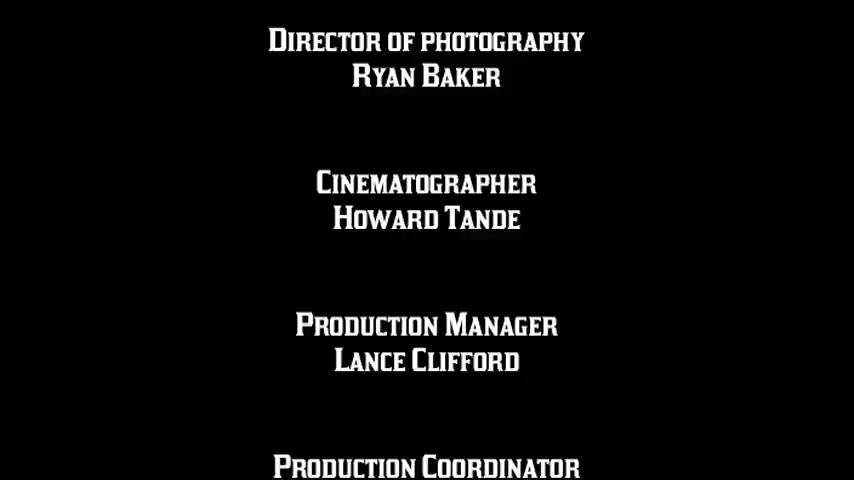 Director of photography
Ryan Baker
Cinematographer
Howard Tande
Production Manager
Lance Clifford
Production Coordinator